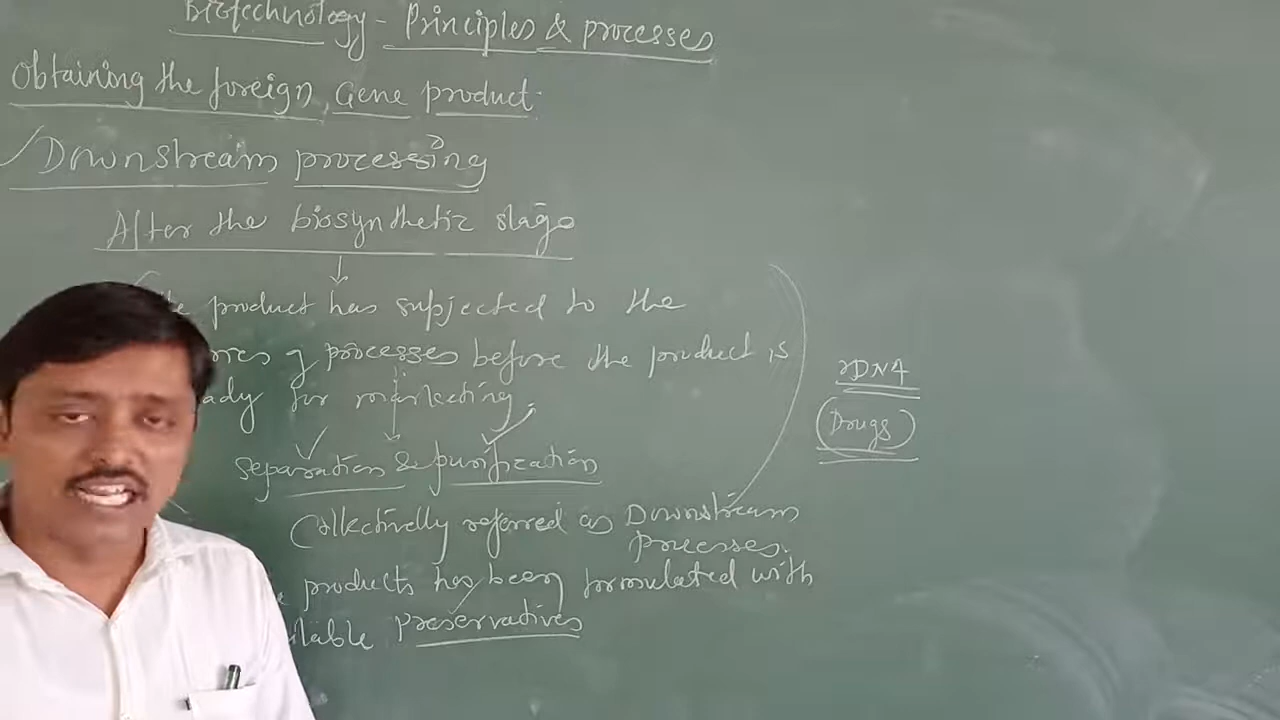 Biotechnology - Principles & processes
Obtaining the foreign Gene product.
Downstream processing
After the biosynthetic stage
product has subjected to the
of processes before the product is
for marketing.
separation & purification
Collectively referred as Downstream
processes.
products has been formulated with
preservatives
rDNA
Drugs